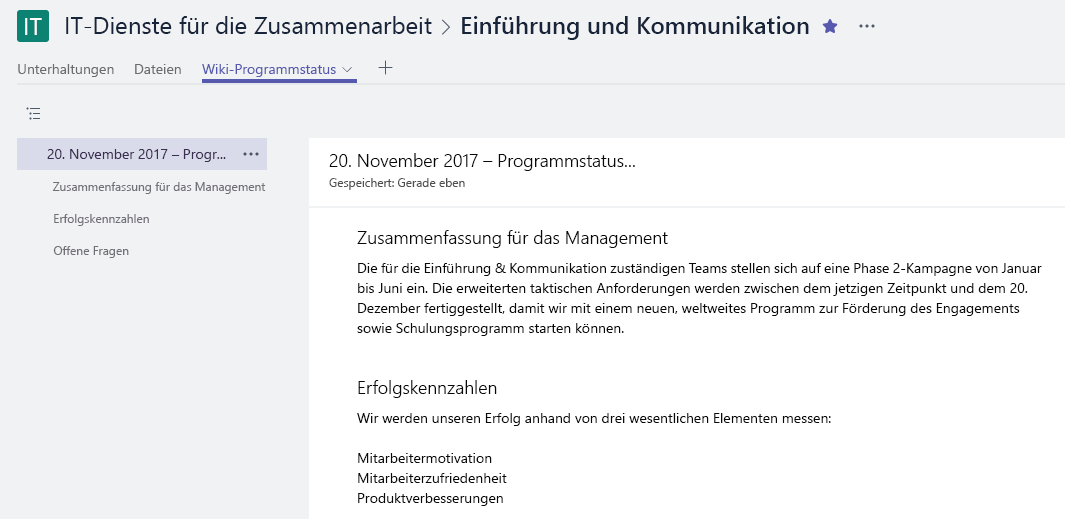 IT IT-Dienste für die Zusammenarbeit > Einführung und Kommunikation ★ ···
Unterhaltungen Dateien Wiki-Programmstatus +
20. November 2017 – Progr... ···
Zusammenfassung für das Management
Erfolgskennzahlen
Offene Fragen
20. November 2017 – Programmstatus...
Gespeichert: Gerade eben
Zusammenfassung für das Management
Die für die Einführung & Kommunikation zuständigen Teams stellen sich auf eine Phase 2-Kampagne von Januar
bis Juni ein. Die erweiterten taktischen Anforderungen werden zwischen dem jetzigen Zeitpunkt und dem 20.
Dezember fertiggestellt, damit wir mit einem neuen, weltweites Programm zur Förderung des Engagements
sowie Schulungsprogramm starten können.
Erfolgskennzahlen
Wir werden unseren Erfolg anhand von drei wesentlichen Elementen messen:
Mitarbeitermotivation
Mitarbeiterzufriedenheit
Produktverbesserungen